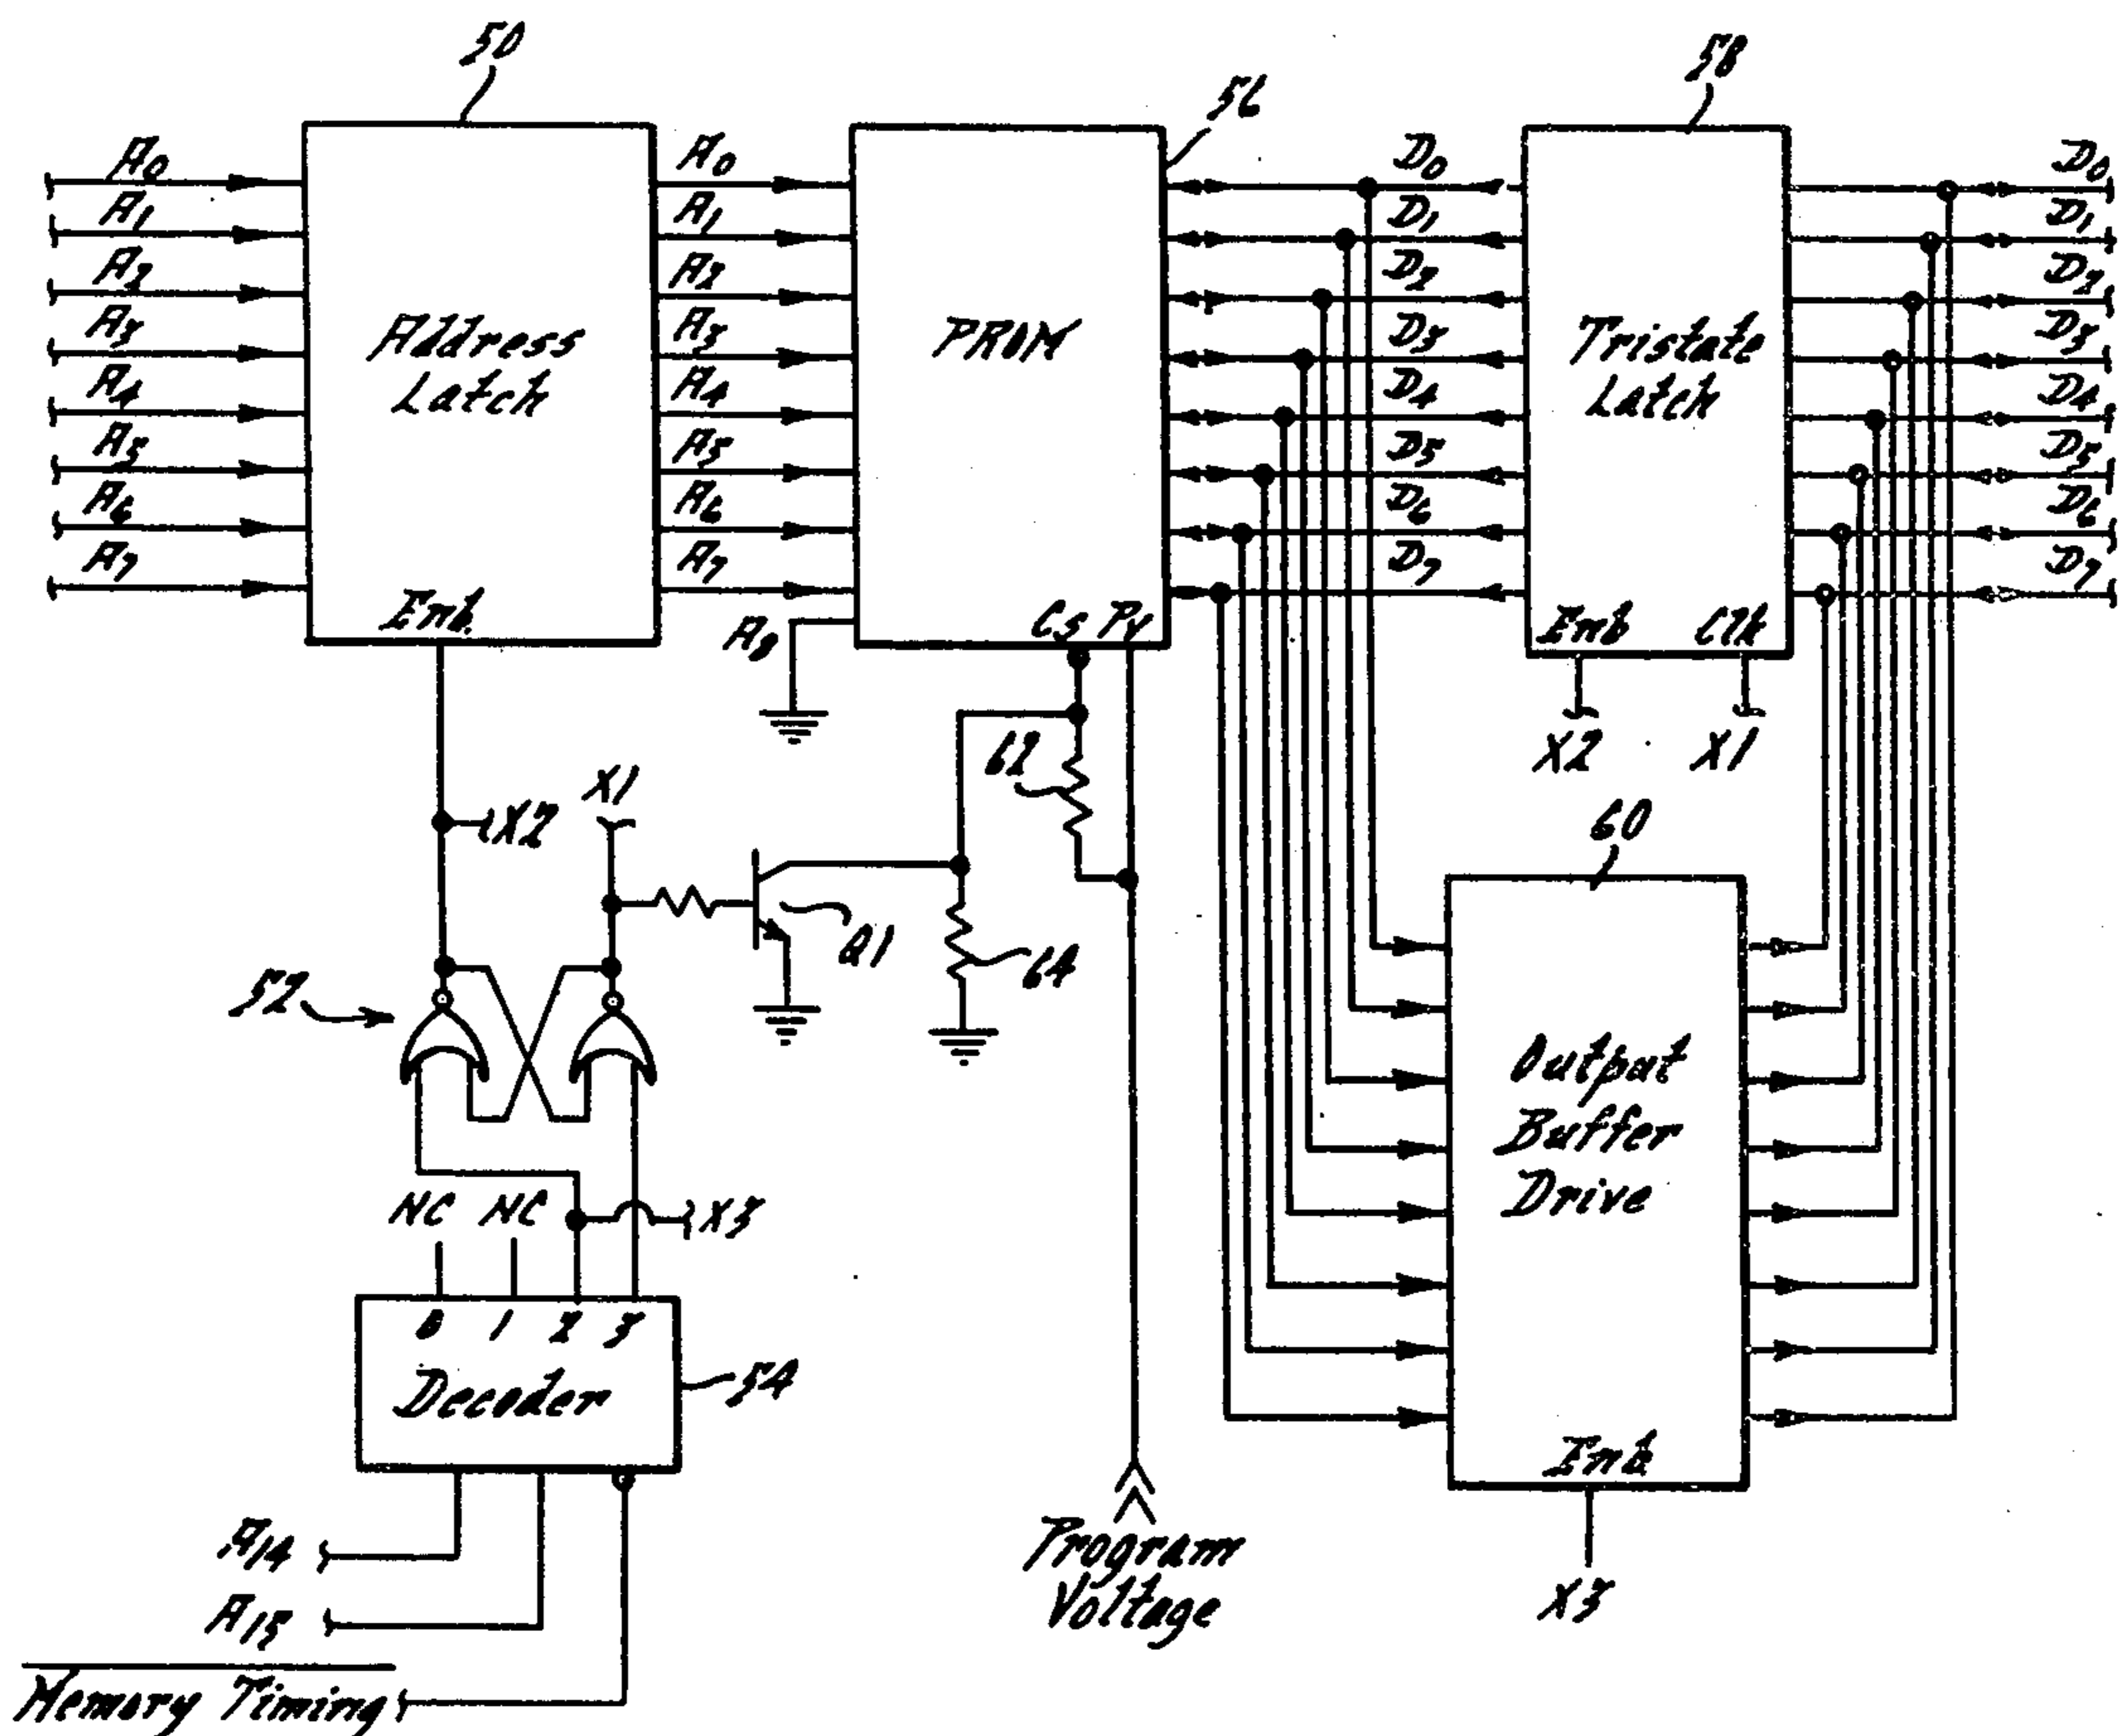 50
58
56
A0
A1
A2
A3
A4
A5
A6
A7
Enb.
Address
Latch
A0
A1
A2
A3
A4
A5
A6
A7
A9
PROM
Cs Pv
D0
D1
D2
D3
D4
D5
D6
D7
Tristate
Latch
Enb Clk
X2 X1
D0
D1
D2
D3
D4
D5
D6
D7
62
X1
X2
60
Q1
64
52
Output
Buffer
Drive
Enb
X3
NC NC
X3
0 1 2 3
Decoder
54
A14
A15
Memory Timing
Program
Voltage